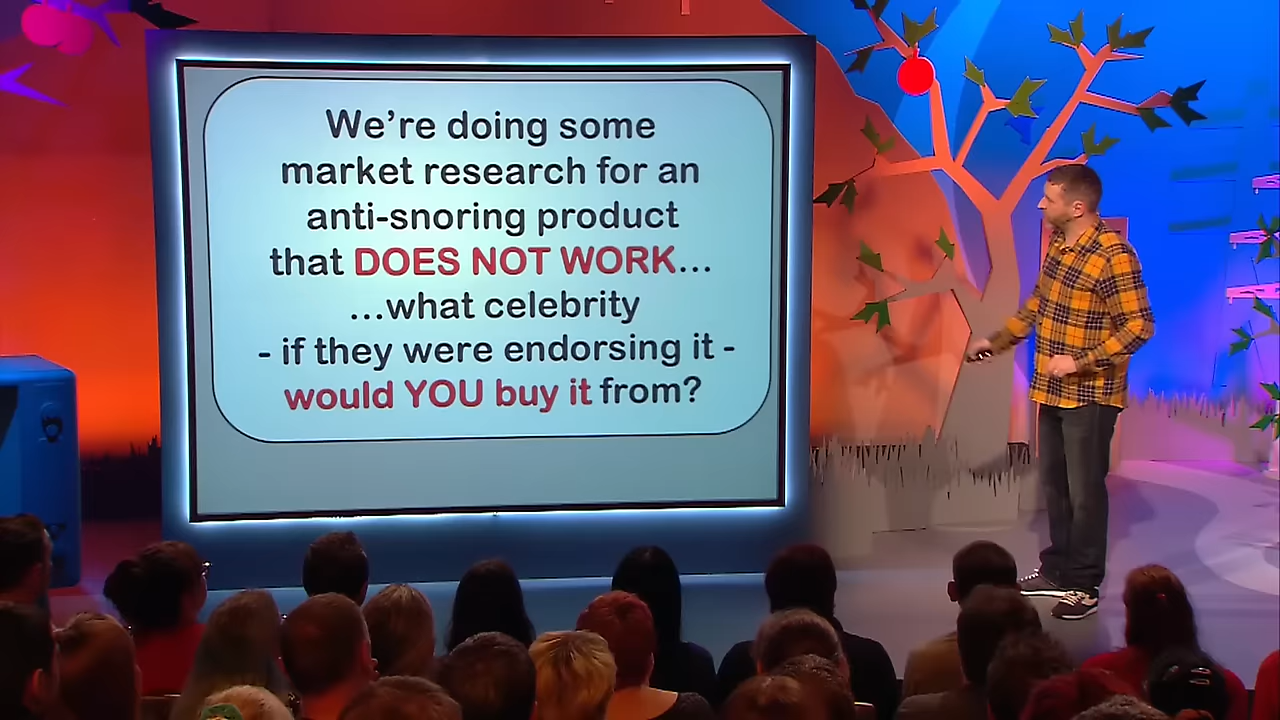 We're doing some
market research for an
anti-snoring product
that DOES NOT WORK...
...what celebrity
- if they were endorsing it -
would YOU buy it from?